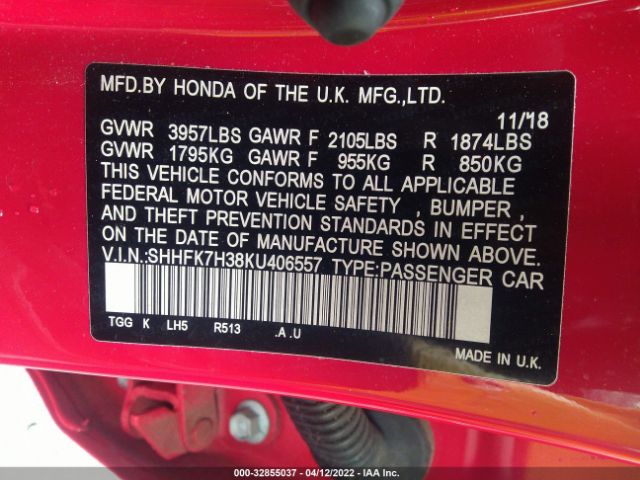 MFD.BY HONDA OF THE U.K. MFG.,LTD.
11/18
GVWR 3957LBS GAWR F 2105LBS R 1874LBS
GVWR 1795KG GAWR F 955KG R 850KG
THIS VEHICLE CONFORMS TO ALL APPLICABLE
FEDERAL MOTOR VEHICLE SAFETY , BUMPER ,
AND THEFT PREVENTION STANDARDS IN EFFECT
ON THE DATE OF MANUFACTURE SHOWN ABOVE.
V.I.N.:SHHFK7H38KU406557 TYPE:PASSENGER CAR
TGG K LH5 R513 .A .U
MADE IN U.K.
000-32855037 - 04/12/2022 - IAA Inc.